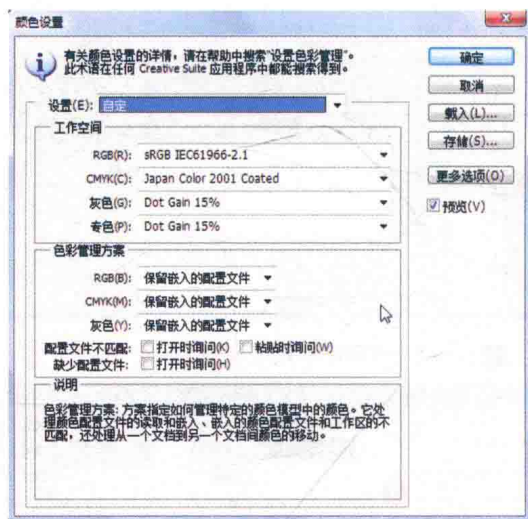 颜色设置
有关颜色设置的详情，请在帮助中搜索“设置色彩管理”。
此术语在任何 Creative Suite 应用程序中都能搜索得到。
设置(E): 自定
工作空间
RGB(R): sRGB IEC61966-2.1
CMYK(C): Japan Color 2001 Coated
灰色(G): Dot Gain 15%
专色(P): Dot Gain 15%
色彩管理方案
RGB(B): 保留嵌入的配置文件
CMYK(M): 保留嵌入的配置文件
灰色(Y): 保留嵌入的配置文件
配置文件不匹配: 打开时询问(K) 粘贴时询问(W)
缺少配置文件: 打开时询问(H)
说明
色彩管理方案: 方案指定如何管理特定的颜色模型中的颜色。它处
理颜色配置文件的读取和嵌入、嵌入的颜色配置文件和工作区的不
匹配，还处理从一个文档到另一个文档间颜色的移动。
确定
取消
载入(L)...
存储(S)...
更多选项(O)
预览(V)